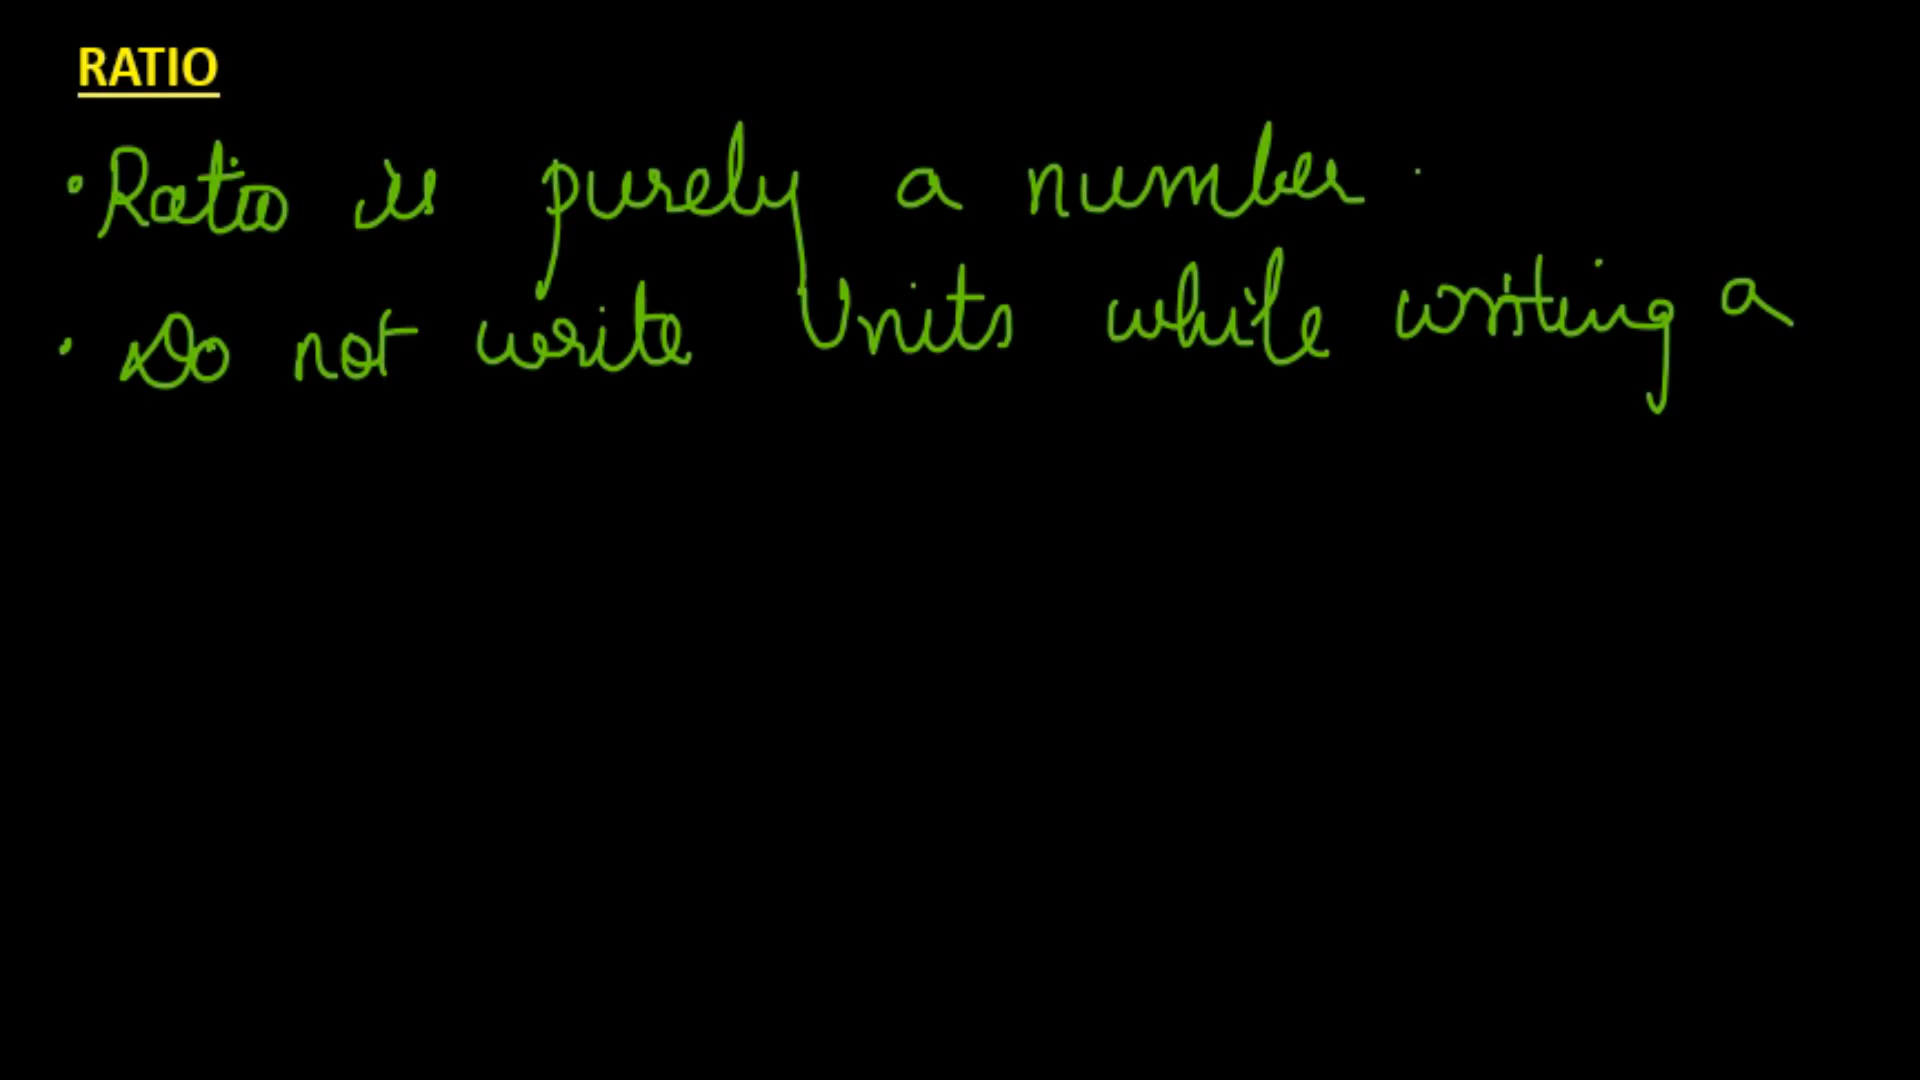 RATIO
• Ratio is purely a number.
• Do not write Units while writing a